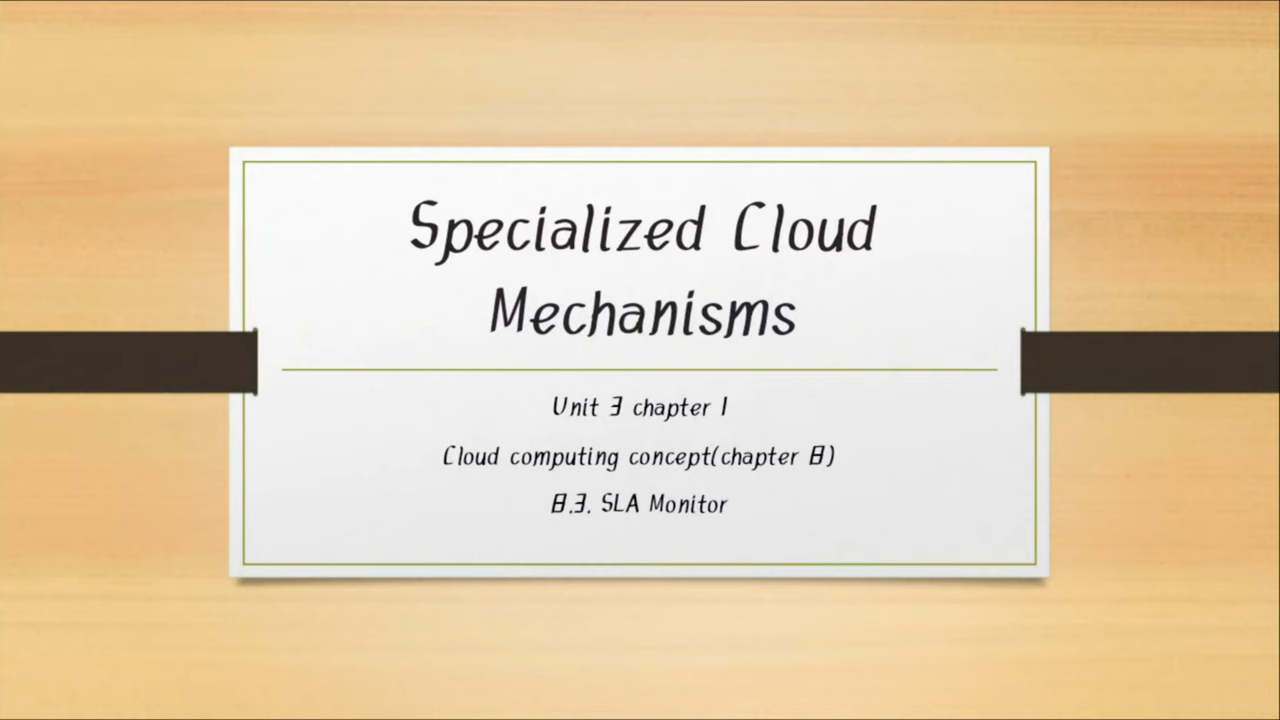 Specialized Cloud
Mechanisms
Unit 3 chapter 1
Cloud computing concept(chapter 8)
8.3. SLA Monitor